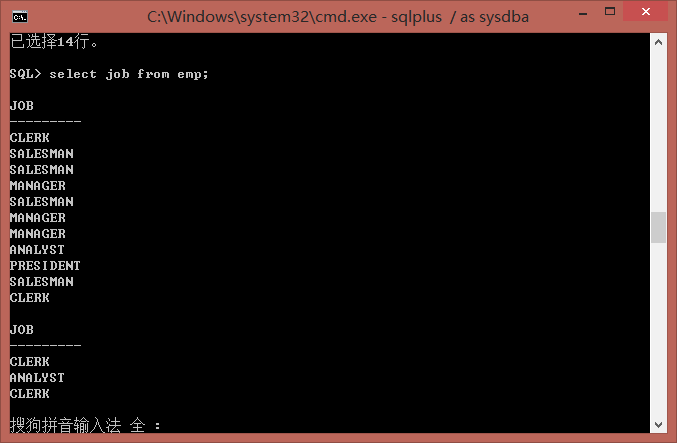 C:\Windows\system32\cmd.exe - sqlplus  / as sysdba
已选择14行。
SQL> select job from emp;
JOB
---------
CLERK
SALESMAN
SALESMAN
MANAGER
SALESMAN
MANAGER
MANAGER
ANALYST
PRESIDENT
SALESMAN
CLERK
JOB
---------
CLERK
ANALYST
CLERK
搜狗拼音输入法 全 :